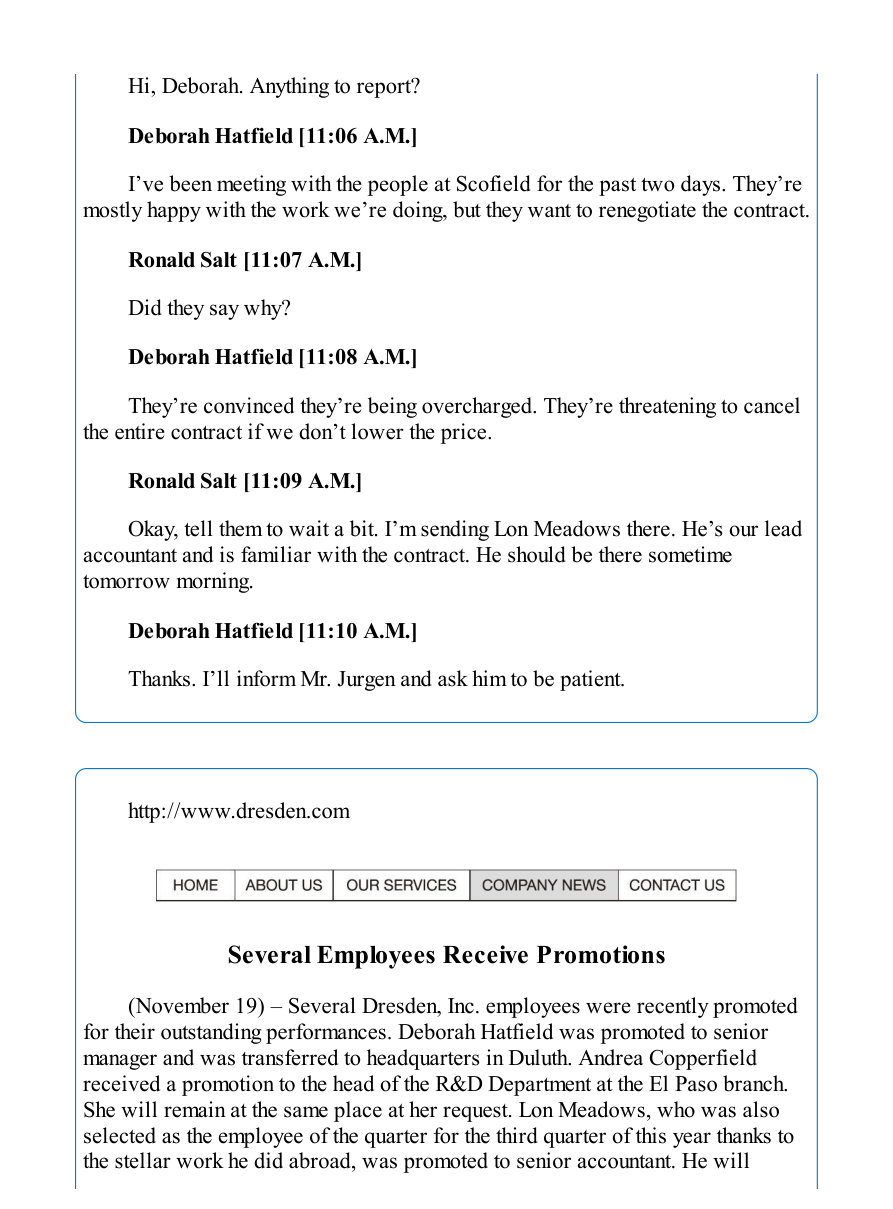 Hi, Deborah. Anything to report?
Deborah Hatfield [11:06 A.M.]
I’ve been meeting with the people at Scofield for the past two days. They’re
mostly happy with the work we’re doing, but they want to renegotiate the contract.
Ronald Salt [11:07 A.M.]
Did they say why?
Deborah Hatfield [11:08 A.M.]
They’re convinced they’re being overcharged. They’re threatening to cancel
the entire contract if we don’t lower the price.
Ronald Salt [11:09 A.M.]
Okay, tell them to wait a bit. I’m sending Lon Meadows there. He’s our lead
accountant and is familiar with the contract. He should be there sometime
tomorrow morning.
Deborah Hatfield [11:10 A.M.]
Thanks. I’ll inform Mr. Jurgen and ask him to be patient.
http://www.dresden.com
HOME ABOUT US OUR SERVICES COMPANY NEWS CONTACT US
Several Employees Receive Promotions
(November 19) – Several Dresden, Inc. employees were recently promoted
for their outstanding performances. Deborah Hatfield was promoted to senior
manager and was transferred to headquarters in Duluth. Andrea Copperfield
received a promotion to the head of the R&D Department at the El Paso branch.
She will remain at the same place at her request. Lon Meadows, who was also
selected as the employee of the quarter for the third quarter of this year thanks to
the stellar work he did abroad, was promoted to senior accountant. He will